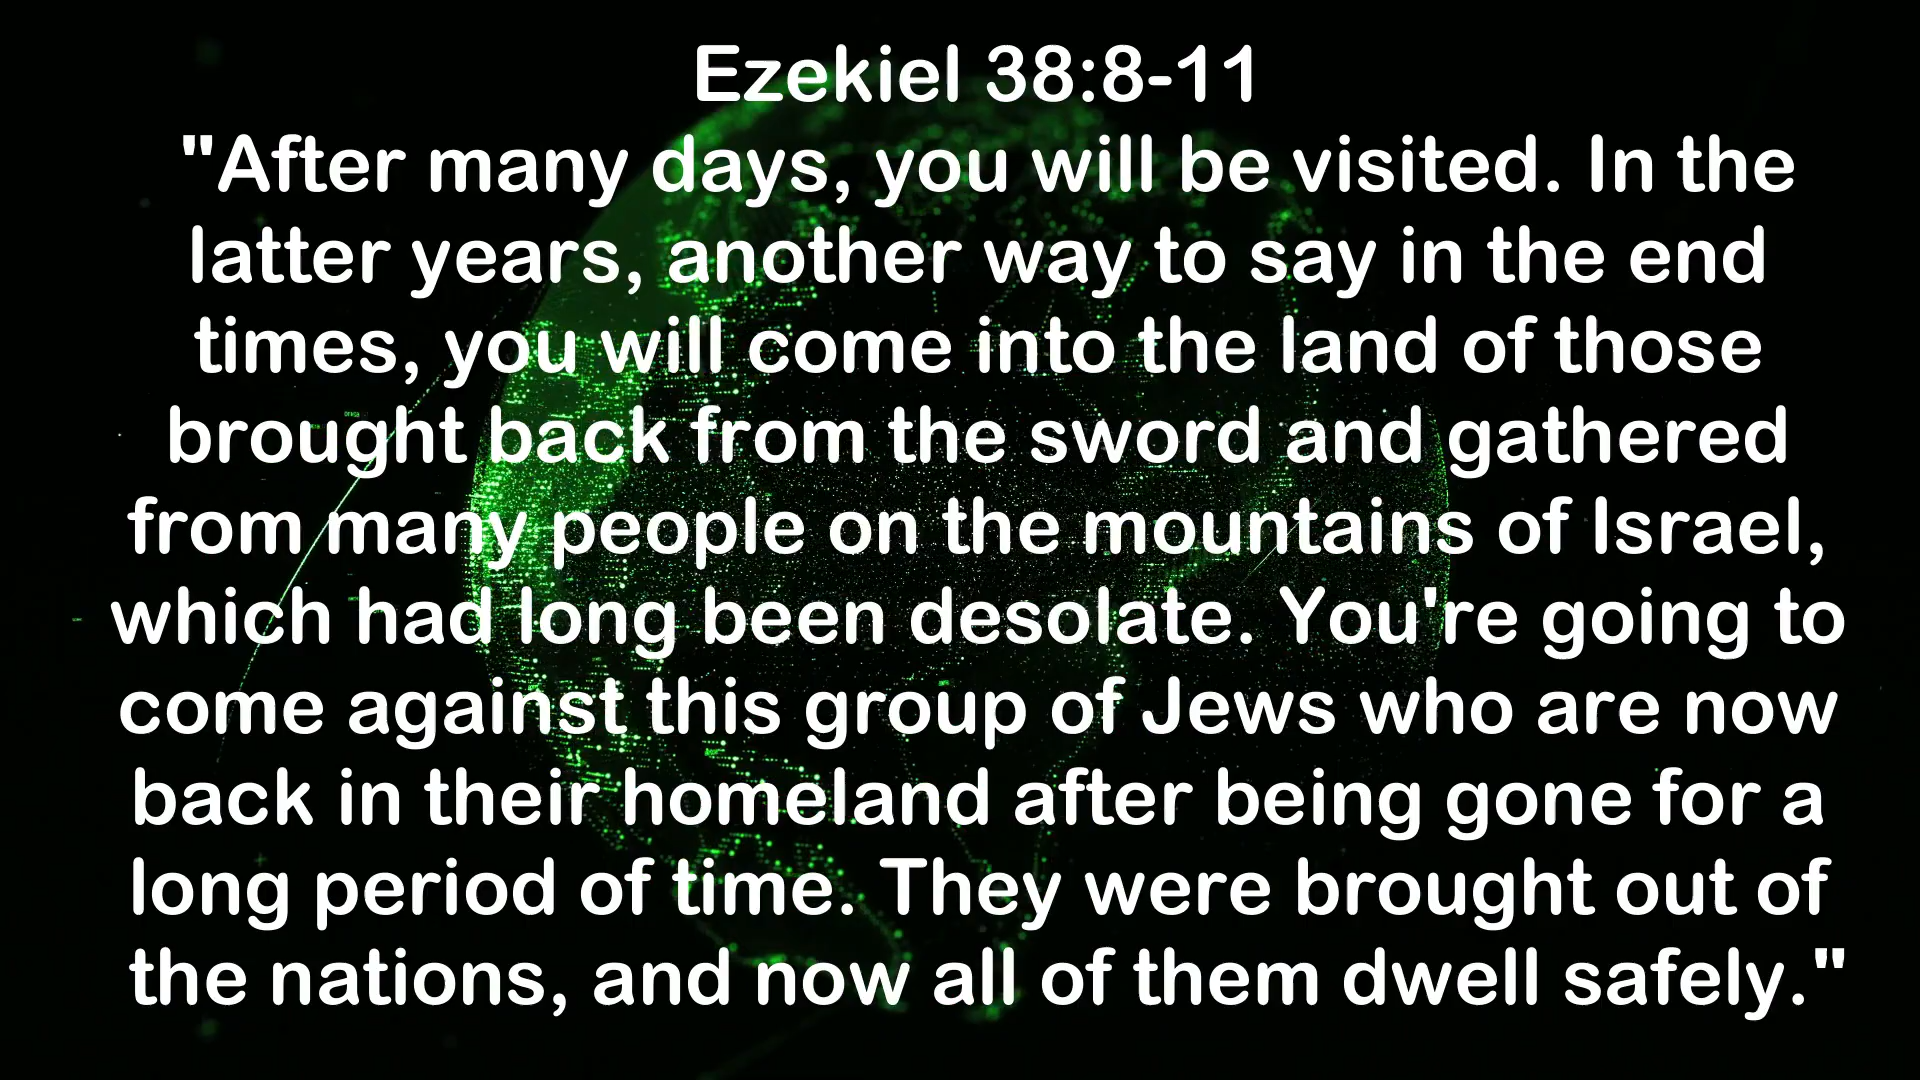 Ezekiel 38:8-11
"After many days, you will be visited. In the
latter years, another way to say in the end
times, you will come into the land of those
brought back from the sword and gathered
from many people on the mountains of Israel,
which had long been desolate. You're going to
come against this group of Jews who are now
back in their homeland after being gone for a
long period of time. They were brought out of
the nations, and now all of them dwell safely."